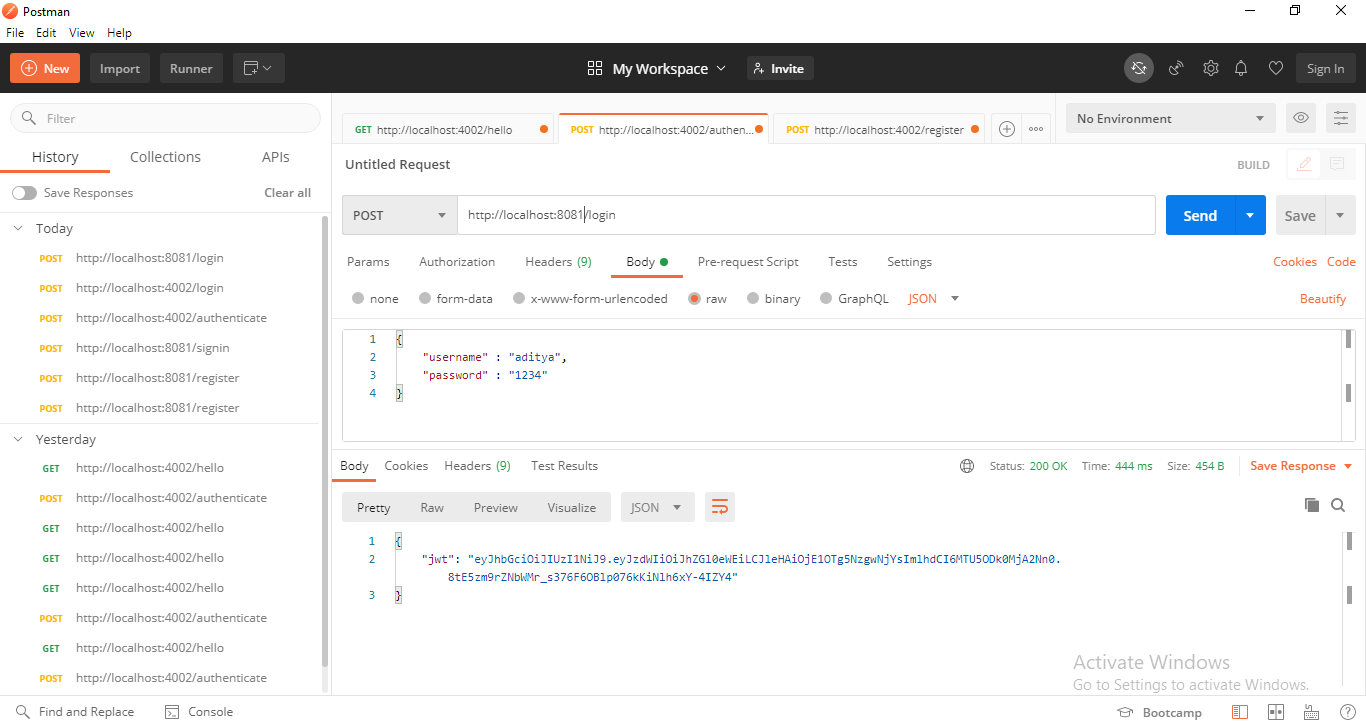 Postman
File Edit View Help
New Import Runner My Workspace Invite Sign In
Filter
History Collections APIs
Save Responses Clear all
Today
POST http://localhost:8081/login
POST http://localhost:4002/login
POST http://localhost:4002/authenticate
POST http://localhost:8081/signin
POST http://localhost:8081/register
POST http://localhost:8081/register
Yesterday
GET http://localhost:4002/hello
POST http://localhost:4002/authenticate
GET http://localhost:4002/hello
GET http://localhost:4002/hello
GET http://localhost:4002/hello
POST http://localhost:4002/authenticate
GET http://localhost:4002/hello
POST http://localhost:4002/authenticate
GET http://localhost:4002/hello POST http://localhost:4002/authen... POST http://localhost:4002/register No Environment
Untitled Request BUILD
POST http://localhost:8081/login Send Save
Params Authorization Headers (9) Body Pre-request Script Tests Settings Cookies Code
none form-data x-www-form-urlencoded raw binary GraphQL JSON Beautify
1 {
2 "username" : "aditya",
3 "password" : "1234"
4 }
Body Cookies Headers (9) Test Results Status: 200 OK Time: 444 ms Size: 454 B Save Response
Pretty Raw Preview Visualize JSON
1 {
2 "jwt": "eyJhbGciOiJIUzI1NiJ9.eyJzdWIiOiJhZGl0eWEiLCJleHAiOjE1OTg5NzgwNjYsImlhdCI6MTU5ODk0MjA2Nn0.
8tE5zm9rZNbWMr_s376F6OBlp076kKiNlh6xY-4IZY4"
3 }
Activate Windows
Go to Settings to activate Windows.
Find and Replace Console Bootcamp